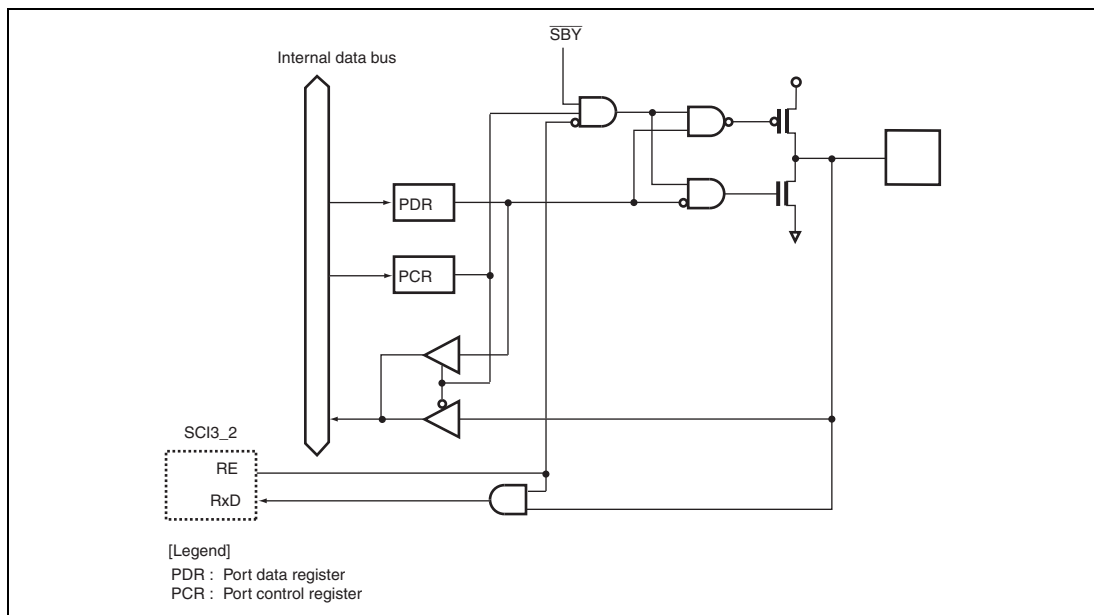 SBY
Internal data bus
PDR
PCR
SCI3_2
RE
RxD
[Legend]
PDR : Port data register
PCR : Port control register